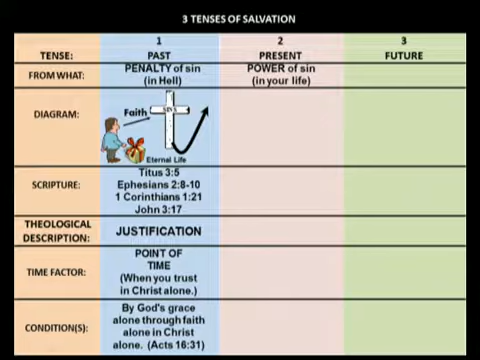 3 TENSES OF SALVATION
1 2 3
TENSE: PAST PRESENT FUTURE
FROM WHAT: PENALTY of sin POWER of sin
(in Hell) (in your life)
DIAGRAM:
SINS
Faith
Eternal Life
SCRIPTURE:
Titus 3:5
Ephesians 2:8-10
1 Corinthians 1:21
John 3:17
THEOLOGICAL
DESCRIPTION:
JUSTIFICATION
TIME FACTOR:
POINT OF
TIME
(When you trust
in Christ alone.)
CONDITION(S):
By God's grace
alone through faith
alone in Christ
alone. (Acts 16:31)